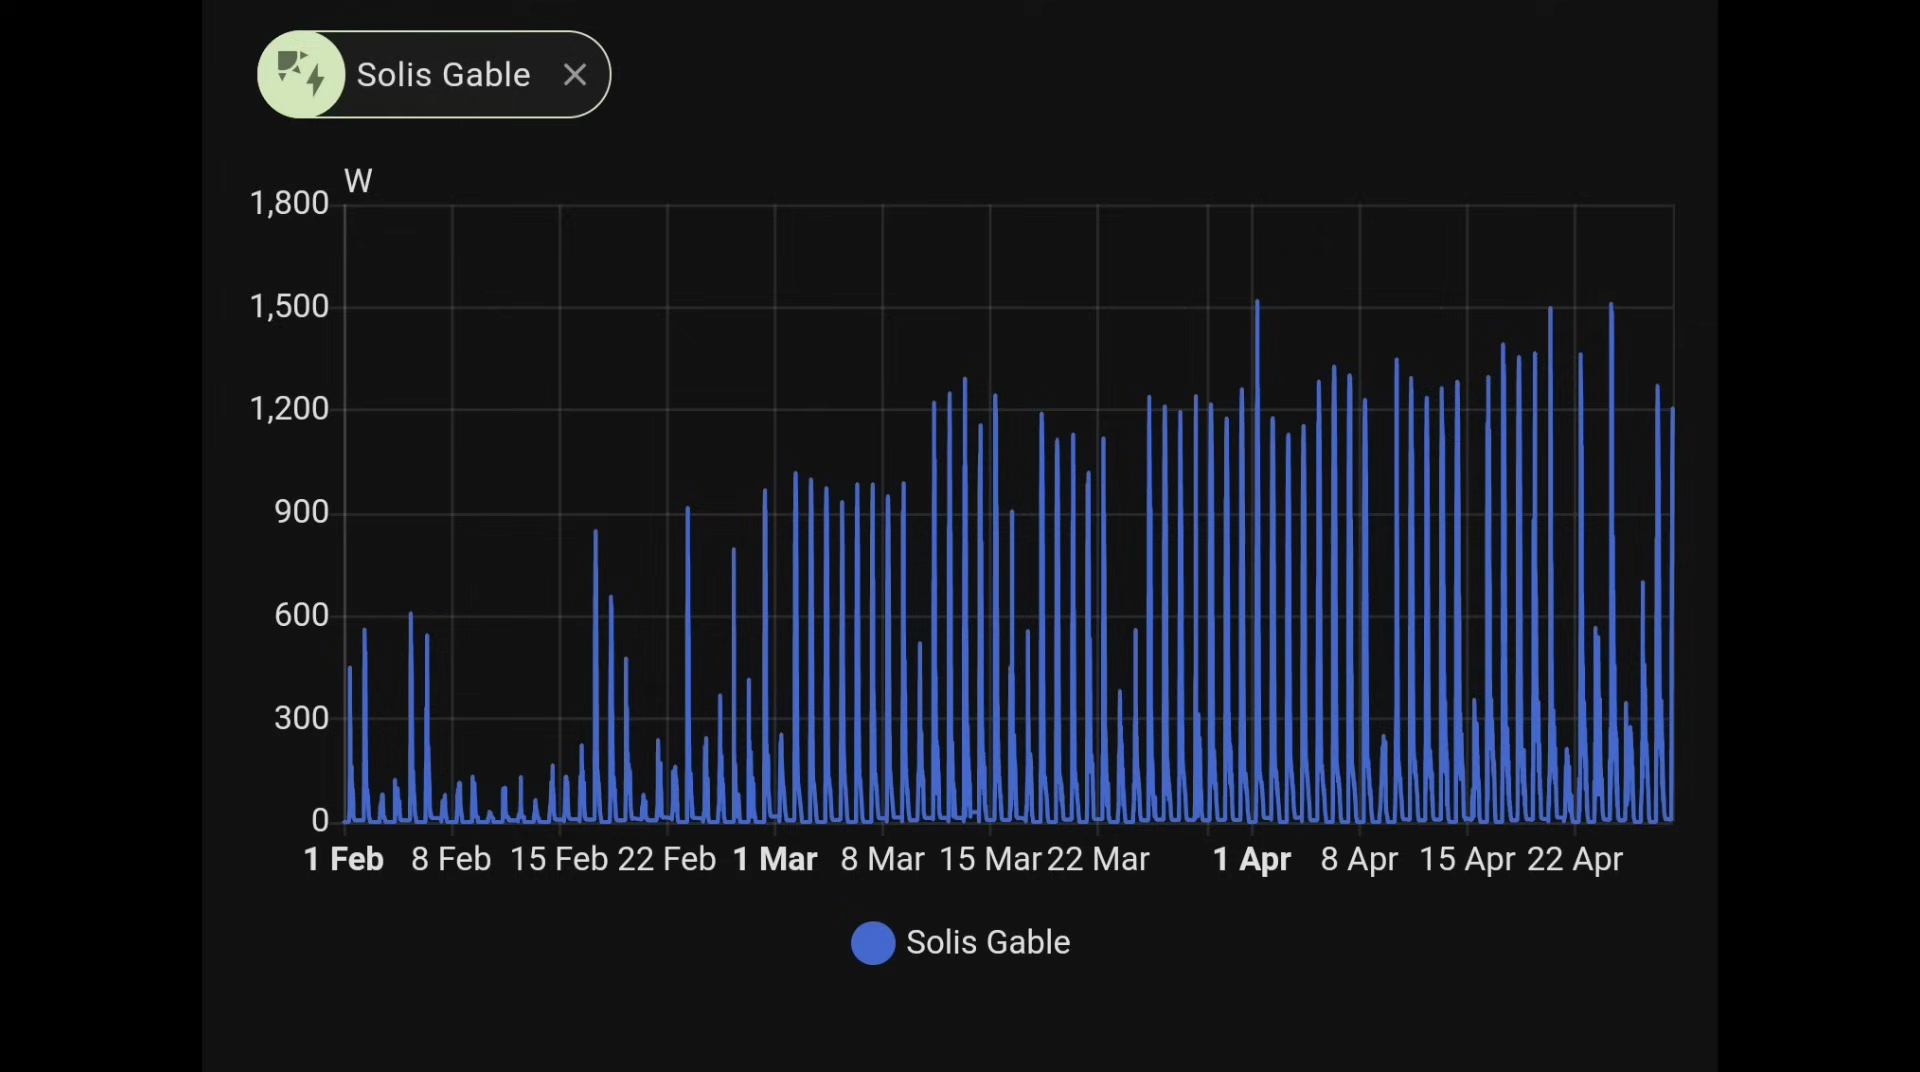 Solis Gable
W
1,800
1,500
1,200
900
600
300
0
1 Feb 8 Feb 15 Feb 22 Feb 1 Mar 8 Mar 15 Mar 22 Mar 1 Apr 8 Apr 15 Apr 22 Apr
Solis Gable